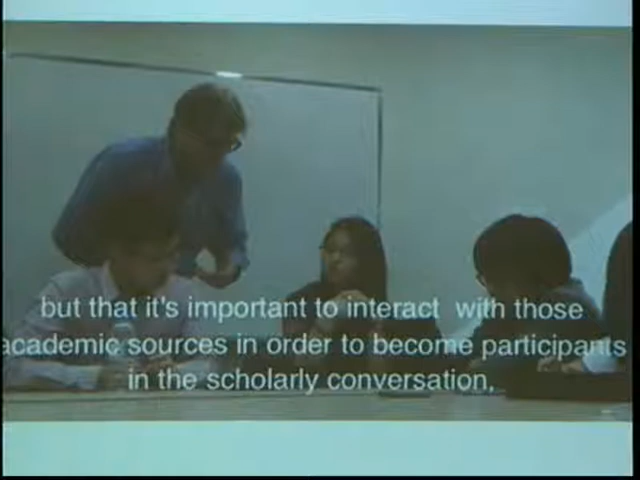 but that it's important to interact with those
academic sources in order to become participants
in the scholarly conversation,